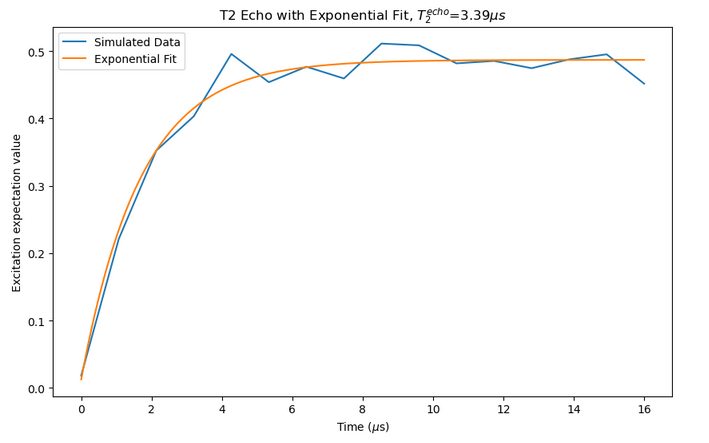 T2 Echo with Exponential Fit, $T_2^{echo}$=3.39$\mu s$
Simulated Data
Exponential Fit
Excitation expectation value
0.5
0.4
0.3
0.2
0.1
0.0
0 2 4 6 8 10 12 14 16
Time (μs)